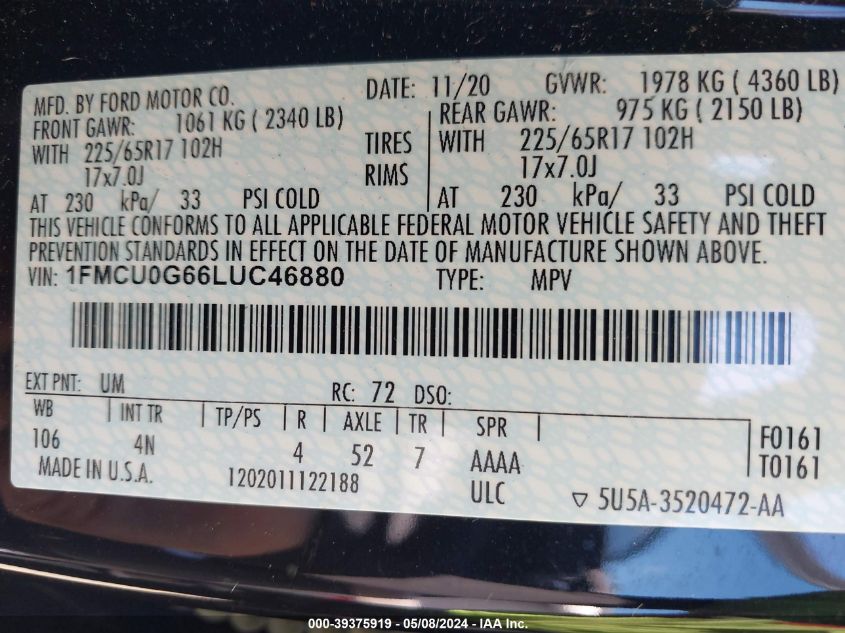 MFD. BY FORD MOTOR CO. DATE: 11/20 GVWR: 1978 KG ( 4360 LB)
FRONT GAWR: 1061 KG ( 2340 LB) REAR GAWR: 975 KG ( 2150 LB)
WITH 225/65R17 102H TIRES WITH 225/65R17 102H
17x7.0J RIMS 17x7.0J
AT 230 kPa/ 33 PSI COLD AT 230 kPa/ 33 PSI COLD
THIS VEHICLE CONFORMS TO ALL APPLICABLE FEDERAL MOTOR VEHICLE SAFETY AND THEFT
PREVENTION STANDARDS IN EFFECT ON THE DATE OF MANUFACTURE SHOWN ABOVE.
VIN: 1FMCU0G66LUC46880 TYPE: MPV
EXT PNT: UM RC: 72 DSO:
WB INT TR TP/PS R AXLE TR SPR
106 4N 4 52 7 AAAA F0161
MADE IN U.S.A. 1202011122188 ULC T0161
5U5A-3520472-AA
000-39375919 - 05/08/2024 - IAA Inc.